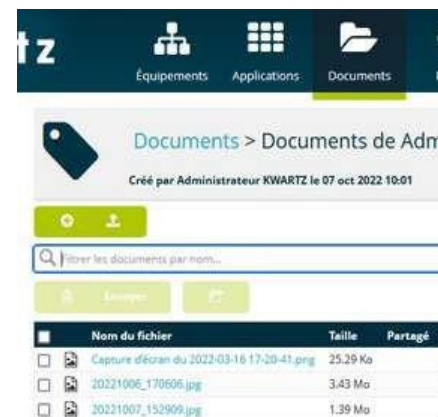 tz
Équipements Applications Documents
Documents > Documents de Adm
Créé par Administrateur KWARTZ le 07 oct 2022 10:01
Filtrer les documents par nom...
Envoyer
Nom du fichier Taille Partagé
Capture d'écran du 2022-03-16 17-20-41.png 25.29 Ko
20221006_170606.jpg 3.43 Mo
20221007_152909.jpg 1.39 Mo